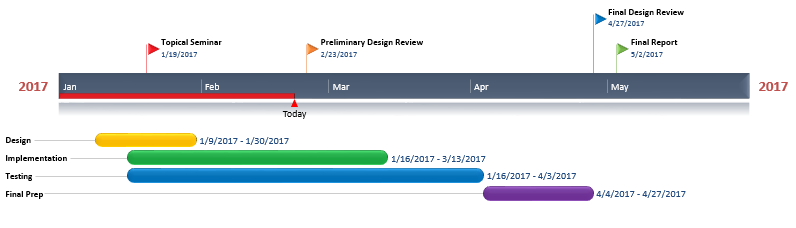 Final Design Review
4/27/2017
Topical Seminar
1/19/2017
Preliminary Design Review
2/23/2017
Final Report
5/2/2017
2017
Jan
Feb
Mar
Apr
May
2017
Today
Design
1/9/2017 - 1/30/2017
Implementation
1/16/2017 - 3/13/2017
Testing
1/16/2017 - 4/3/2017
Final Prep
4/4/2017 - 4/27/2017